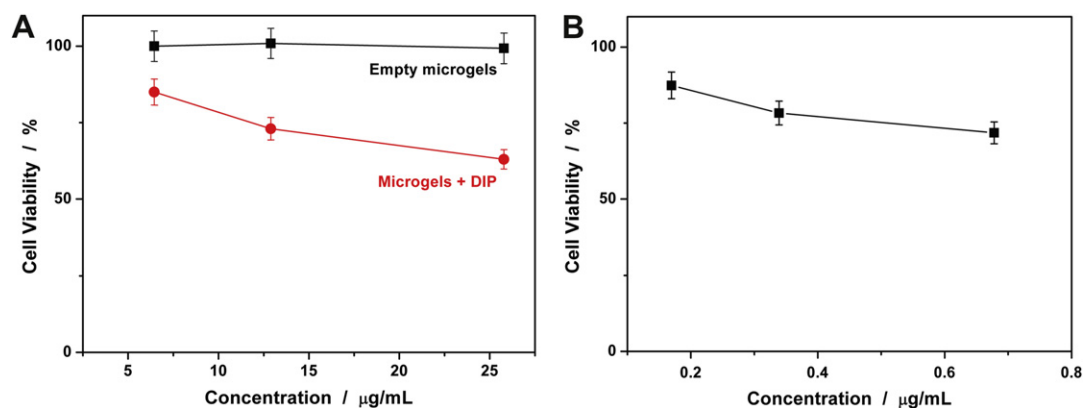 A
Cell Viability / %
100
50
0
Empty microgels
Microgels + DIP
5
10
15
20
25
Concentration / μg/mL
B
Cell Viability / %
100
50
0
0.2
0.4
0.6
0.8
Concentration / μg/mL